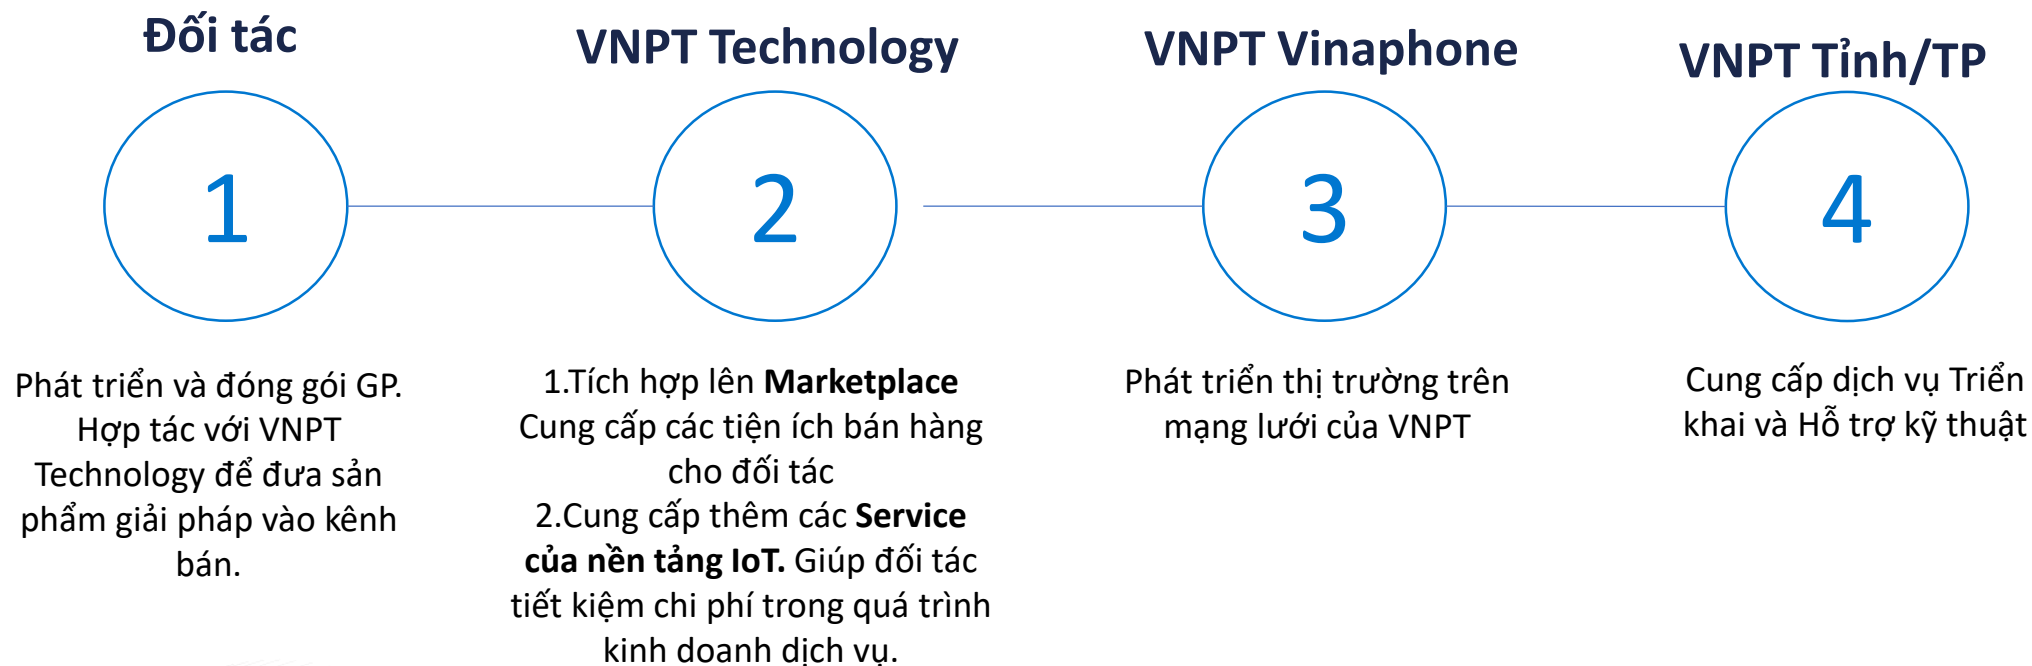 Đối tác
1
Phát triển và đóng gói GP.
Hợp tác với VNPT
Technology để đưa sản
phẩm giải pháp vào kênh
bán.
VNPT Technology
2
1.Tích hợp lên Marketplace
Cung cấp các tiện ích bán hàng
cho đối tác
2.Cung cấp thêm các Service
của nền tảng IoT. Giúp đối tác
tiết kiệm chi phí trong quá trình
kinh doanh dịch vụ.
VNPT Vinaphone
3
Phát triển thị trường trên
mạng lưới của VNPT
VNPT Tỉnh/TP
4
Cung cấp dịch vụ Triển
khai và Hỗ trợ kỹ thuật